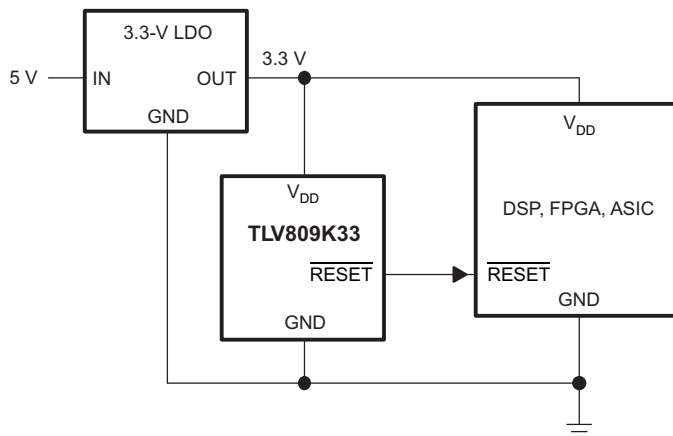 3.3-V LDO
5 V
IN
OUT
3.3 V
GND
VDD
TLV809K33
RESET
GND
VDD
DSP, FPGA, ASIC
RESET
GND